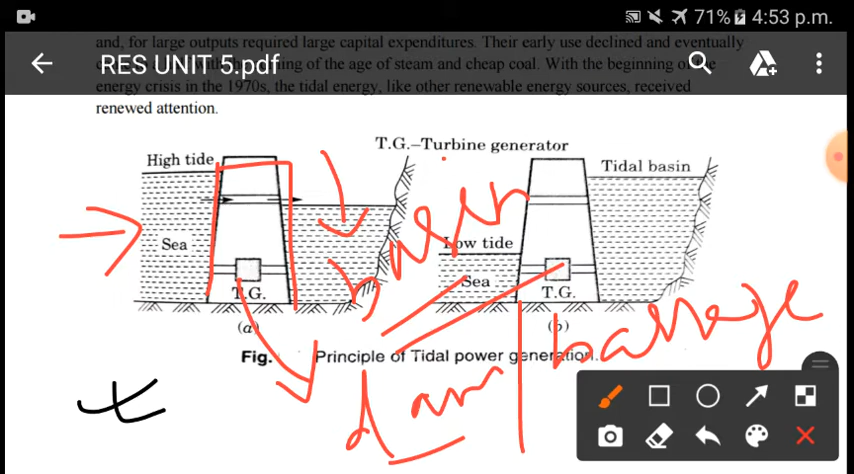 71% 4:53 p.m.
and, for large outputs required large capital expenditures. Their early use declined and eventually
RES UNIT 5.pdf
of the age of steam and cheap coal. With the beginning of
energy crisis in the 1970s, the tidal energy, like other renewable energy sources, received
renewed attention.
T.G.–Turbine generator
High tide
Tidal basin
Sea
basin
Low tide
Sea
T.G.
T.G.
(a)
(b)
Fig. Principle of Tidal power generation.
dam/barrage